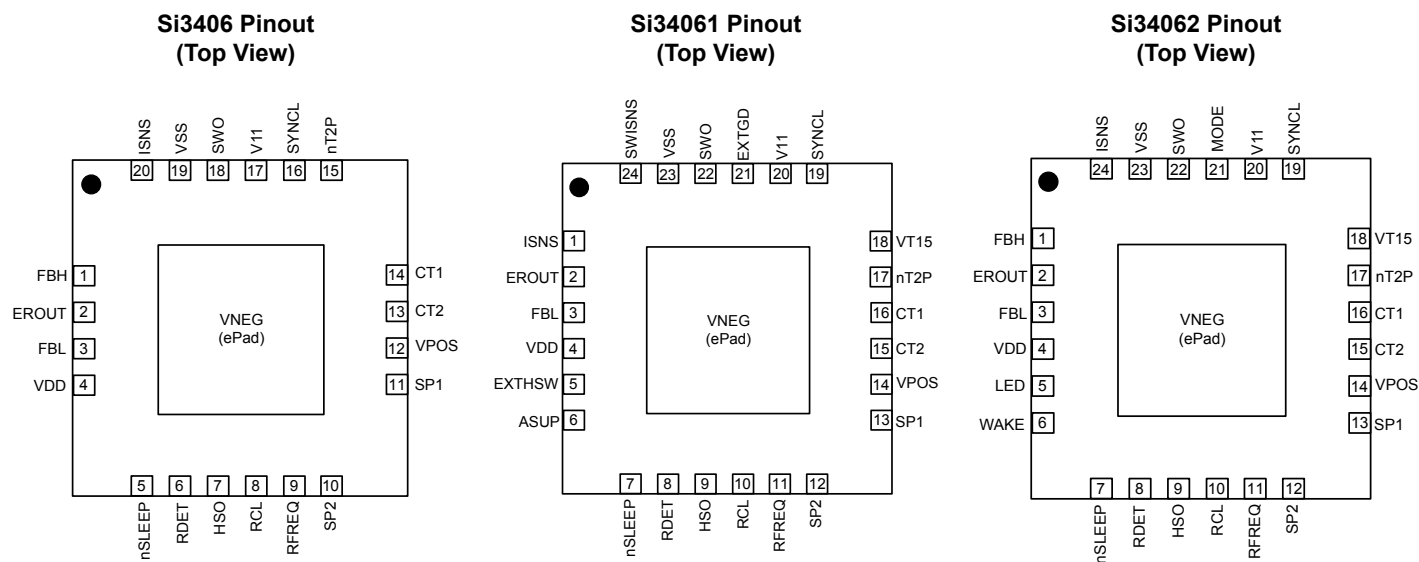 Si3406 Pinout
(Top View)
ISNS
VSS
SWO
V11
SYNCL
nT2P
20
19
18
17
16
15
FBH 1
EROUT 2
FBL 3
VDD 4
14 CT1
13 CT2
12 VPOS
11 SP1
VNEG
(ePad)
5
6
7
8
9
10
nSLEEP
RDET
HSO
RCL
RFREQ
SP2
Si34061 Pinout
(Top View)
SWISNS
VSS
SWO
EXTGD
V11
SYNCL
24
23
22
21
20
19
ISNS 1
EROUT 2
FBL 3
VDD 4
EXTHSW 5
ASUP 6
18 VT15
17 nT2P
16 CT1
15 CT2
14 VPOS
13 SP1
VNEG
(ePad)
7
8
9
10
11
12
nSLEEP
RDET
HSO
RCL
RFREQ
SP2
Si34062 Pinout
(Top View)
ISNS
VSS
SWO
MODE
V11
SYNCL
24
23
22
21
20
19
FBH 1
EROUT 2
FBL 3
VDD 4
LED 5
WAKE 6
18 VT15
17 nT2P
16 CT1
15 CT2
14 VPOS
13 SP1
VNEG
(ePad)
7
8
9
10
11
12
nSLEEP
RDET
HSO
RCL
RFREQ
SP2